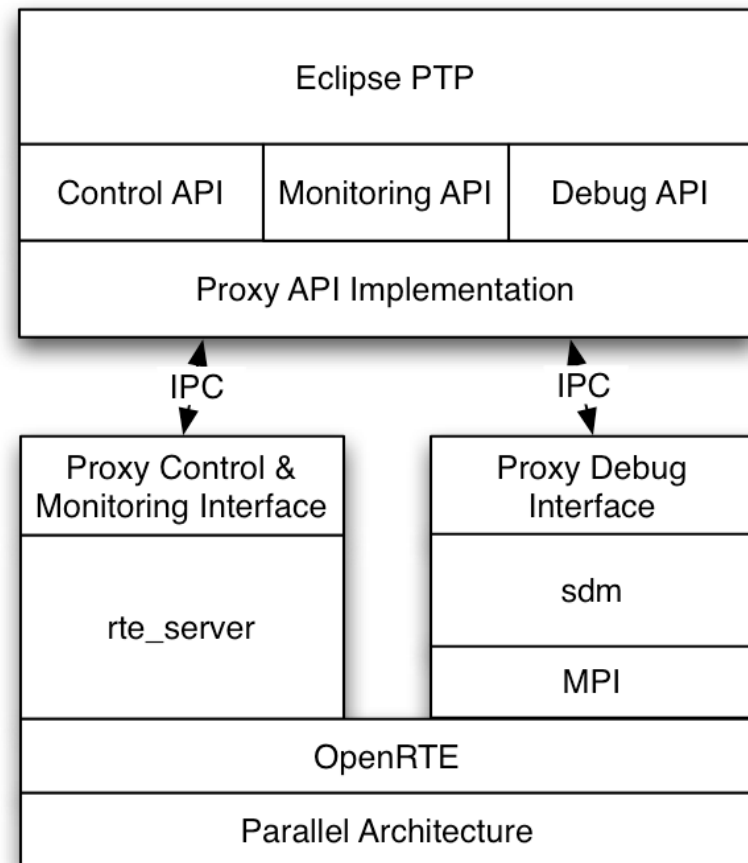 Eclipse PTP
Control API
Monitoring API
Debug API
Proxy API Implementation
IPC
IPC
Proxy Control &
Monitoring Interface
Proxy Debug
Interface
rte_server
sdm
MPI
OpenRTE
Parallel Architecture